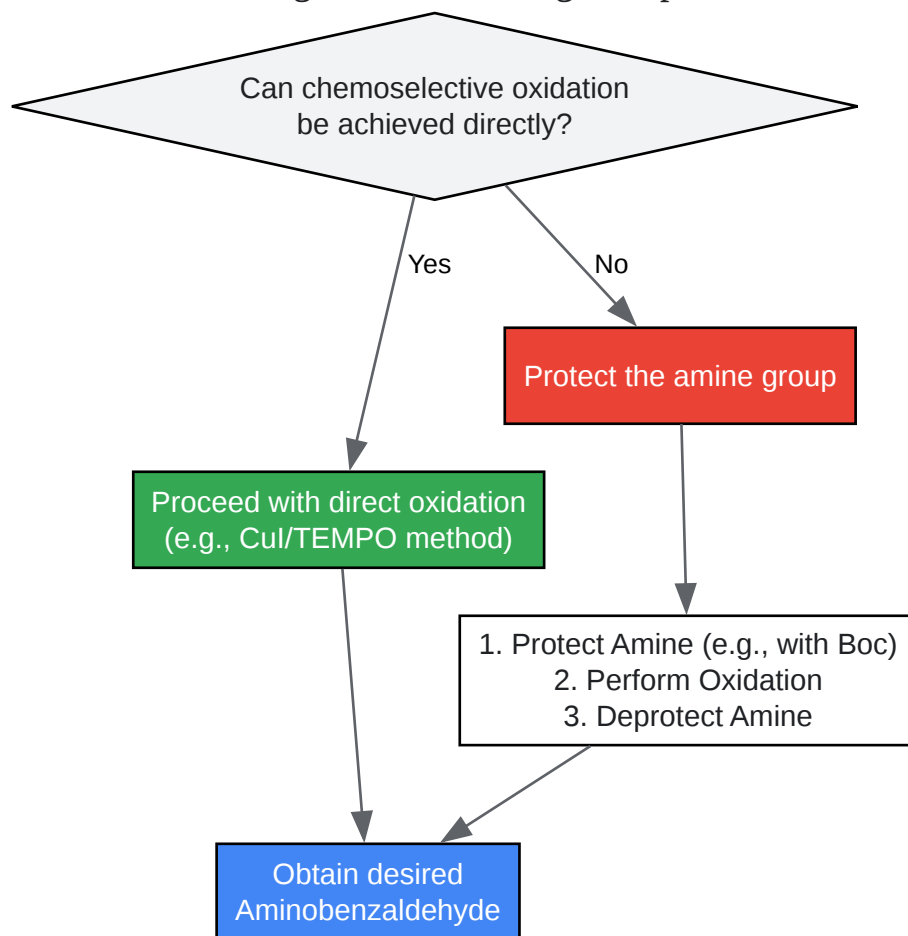 Can chemoselective oxidation
be achieved directly?
Yes
No
Protect the amine group
Proceed with direct oxidation
(e.g., CuI/TEMPO method)
1. Protect Amine (e.g., with Boc)
2. Perform Oxidation
3. Deprotect Amine
Obtain desired
Aminobenzaldehyde